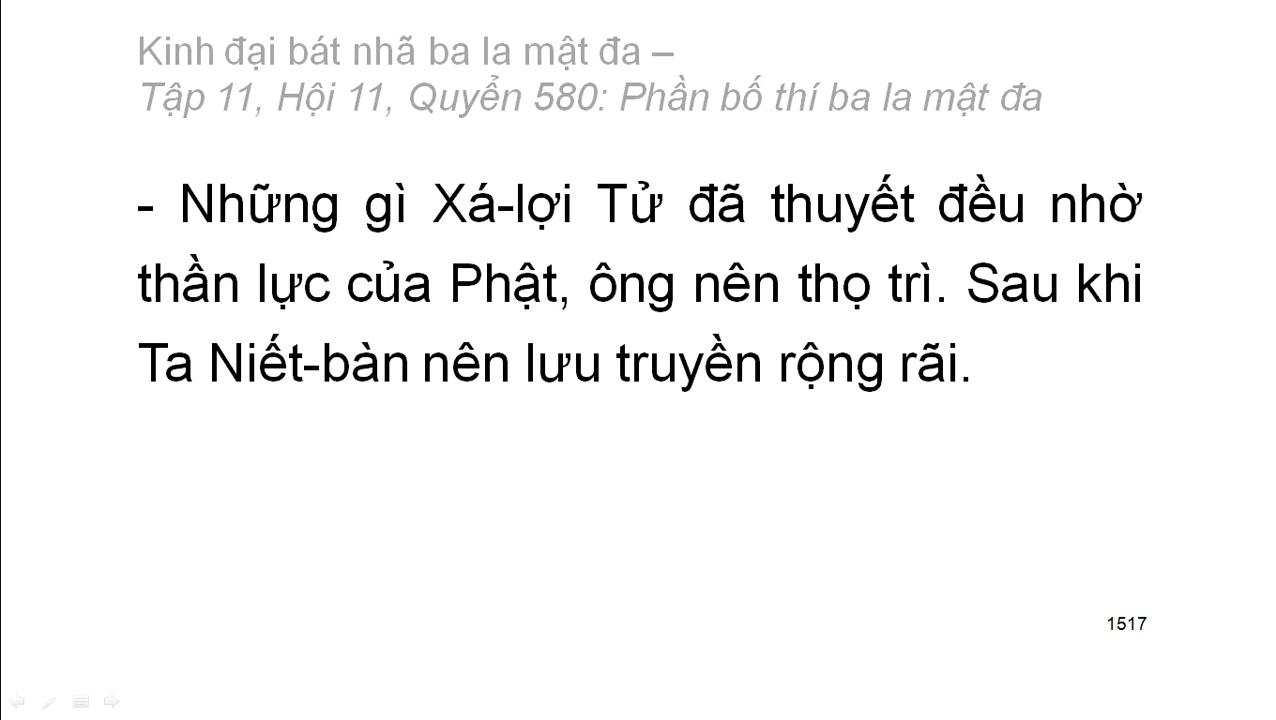 Kinh đại bát nhã ba la mật đa –
Tập 11, Hội 11, Quyển 580: Phần bố thí ba la mật đa
- Những gì Xá-lợi Tử đã thuyết đều nhờ
thần lực của Phật, ông nên thọ trì. Sau khi
Ta Niết-bàn nên lưu truyền rộng rãi.
1517